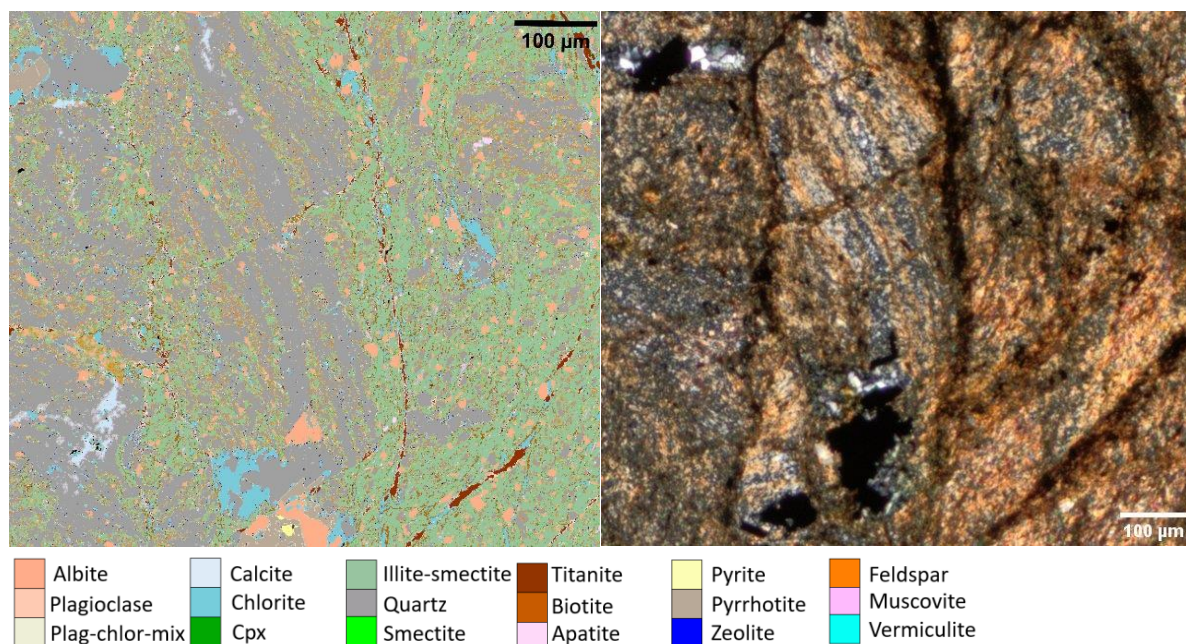 100 µm
100 µm
Albite Calcite Illite-smectite Titanite Pyrite Feldspar
Plagioclase Chlorite Quartz Biotite Pyrrhotite Muscovite
Plag-chlor-mix Cpx Smectite Apatite Zeolite Vermiculite